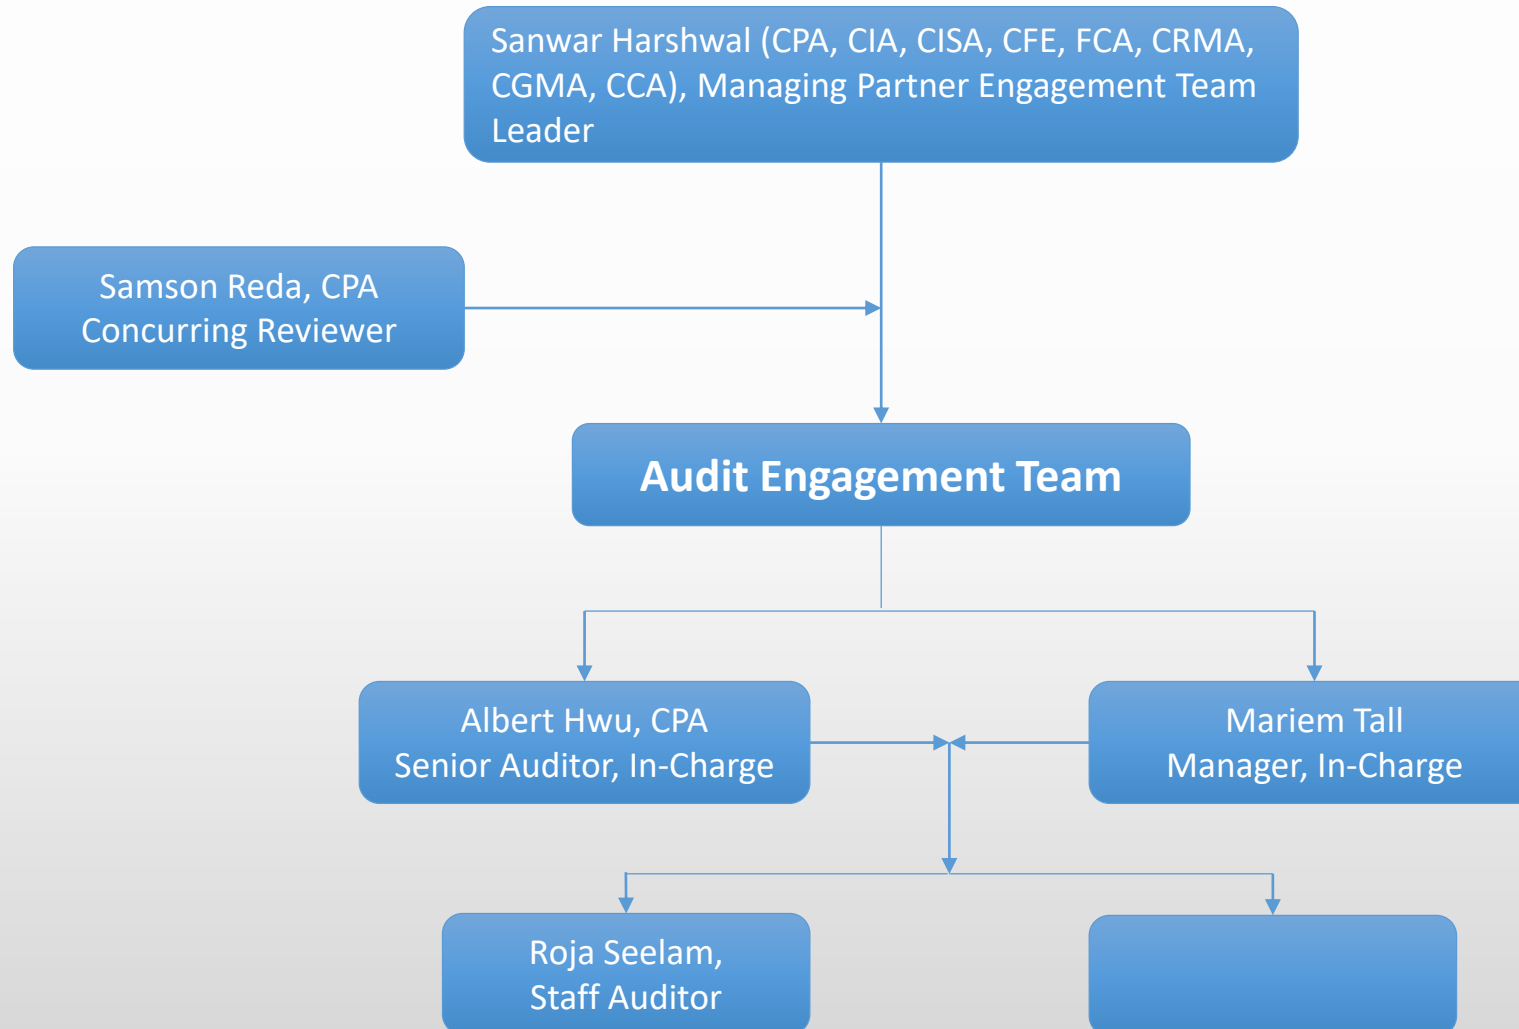 Sanwar Harshwal (CPA, CIA, CISA, CFE, FCA, CRMA,
CGMA, CCA), Managing Partner Engagement Team
Leader
Samson Reda, CPA
Concurring Reviewer
Audit Engagement Team
Albert Hwu, CPA
Senior Auditor, In-Charge
Mariem Tall
Manager, In-Charge
Roja Seelam,
Staff Auditor